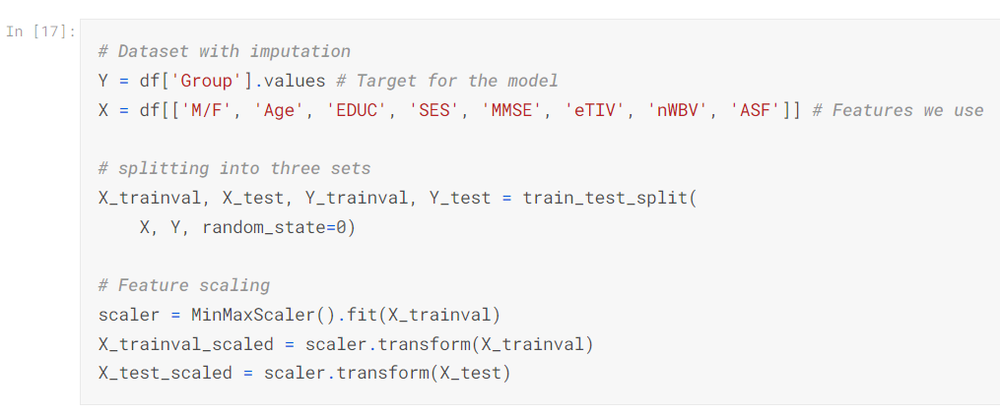 In [17]:
# Dataset with imputation
Y = df['Group'].values # Target for the model
X = df[['M/F', 'Age', 'EDUC', 'SES', 'MMSE', 'eTIV', 'nWBV', 'ASF']] # Features we use
# splitting into three sets
X_trainval, X_test, Y_trainval, Y_test = train_test_split(
    X, Y, random_state=0)
# Feature scaling
scaler = MinMaxScaler().fit(X_trainval)
X_trainval_scaled = scaler.transform(X_trainval)
X_test_scaled = scaler.transform(X_test)